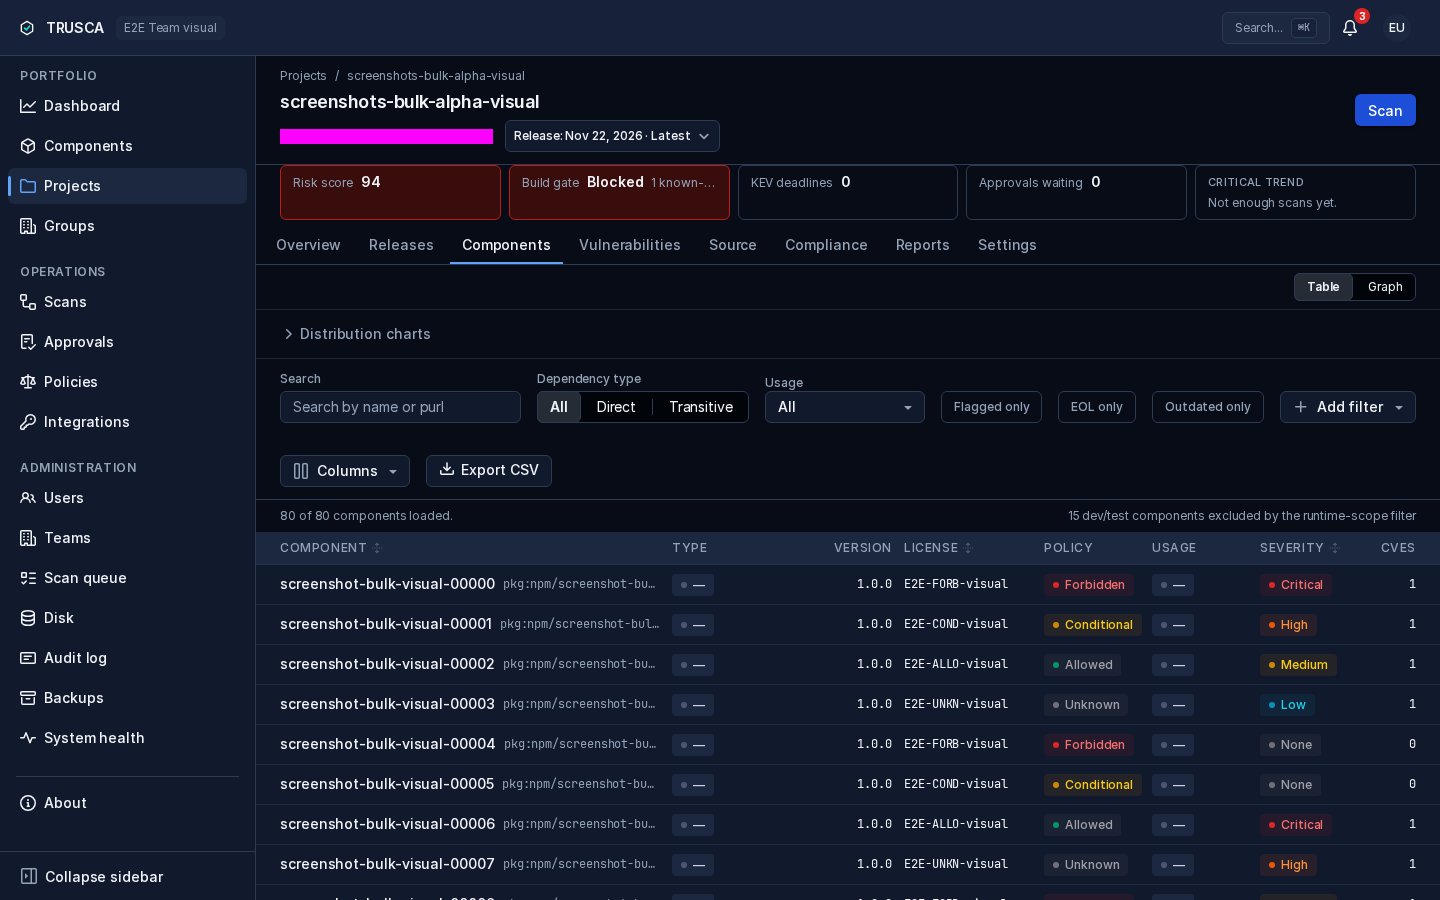 TRUSCA E2E Team visual Search... ⌘K 3 EU
PORTFOLIO
Dashboard
Components
Projects
Groups
OPERATIONS
Scans
Approvals
Policies
Integrations
ADMINISTRATION
Users
Teams
Scan queue
Disk
Audit log
Backups
System health
About
Collapse sidebar
Projects / screenshots-bulk-alpha-visual
screenshots-bulk-alpha-visual
Scan
Release: Nov 22, 2026 · Latest
Risk score 94
Build gate Blocked 1 known-…
KEV deadlines 0
Approvals waiting 0
CRITICAL TREND
Not enough scans yet.
Overview Releases Components Vulnerabilities Source Compliance Reports Settings
Table Graph
Distribution charts
Search
Search by name or purl
Dependency type
All Direct Transitive
Usage
All
Flagged only EOL only Outdated only Add filter
Columns Export CSV
80 of 80 components loaded. 15 dev/test components excluded by the runtime-scope filter
COMPONENT TYPE VERSION LICENSE POLICY USAGE SEVERITY CVES
screenshot-bulk-visual-00000 pkg:npm/screenshot-bu… — 1.0.0 E2E-FORB-visual Forbidden — Critical 1
screenshot-bulk-visual-00001 pkg:npm/screenshot-bul… — 1.0.0 E2E-COND-visual Conditional — High 1
screenshot-bulk-visual-00002 pkg:npm/screenshot-bu… — 1.0.0 E2E-ALLO-visual Allowed — Medium 1
screenshot-bulk-visual-00003 pkg:npm/screenshot-bu… — 1.0.0 E2E-UNKN-visual Unknown — Low 1
screenshot-bulk-visual-00004 pkg:npm/screenshot-bu… — 1.0.0 E2E-FORB-visual Forbidden — None 0
screenshot-bulk-visual-00005 pkg:npm/screenshot-bu… — 1.0.0 E2E-COND-visual Conditional — None 0
screenshot-bulk-visual-00006 pkg:npm/screenshot-bu… — 1.0.0 E2E-ALLO-visual Allowed — Critical 1
screenshot-bulk-visual-00007 pkg:npm/screenshot-bu… — 1.0.0 E2E-UNKN-visual Unknown — High 1